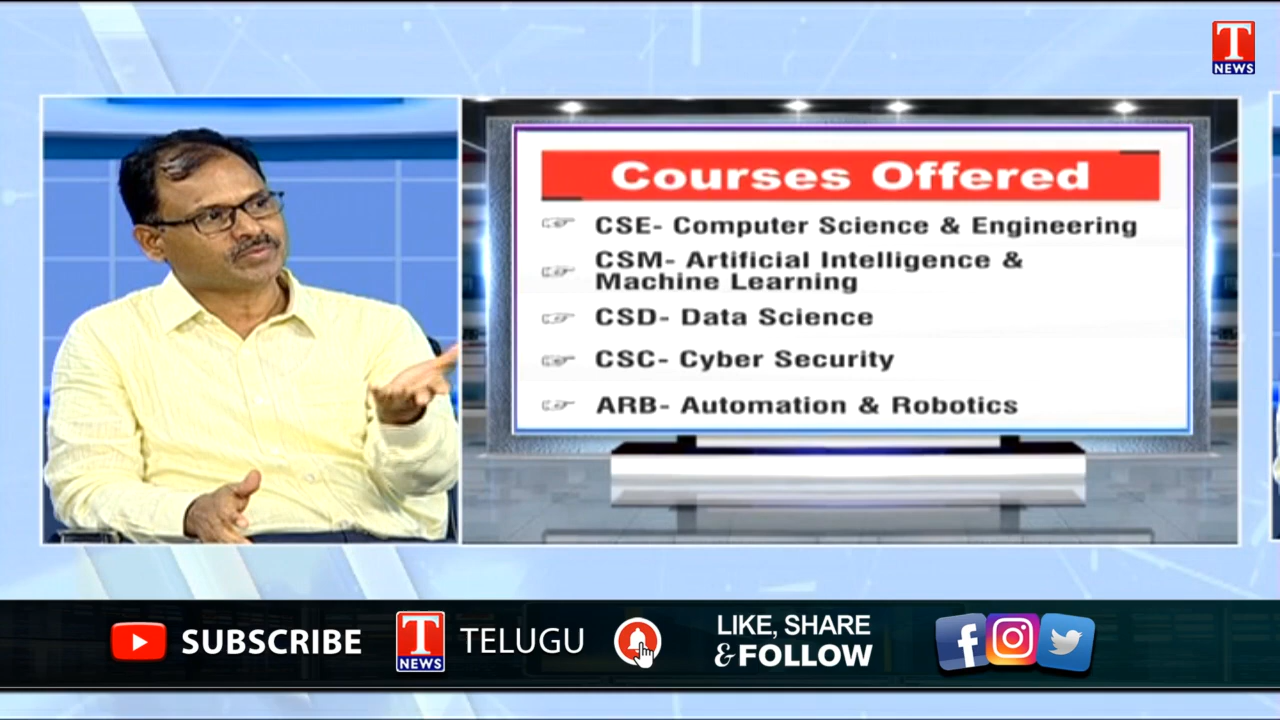 T
NEWS
Courses Offered
CSE- Computer Science & Engineering
CSM- Artificial Intelligence &
Machine Learning
CSD- Data Science
CSC- Cyber Security
ARB- Automation & Robotics
SUBSCRIBE
T
NEWS
TELUGU
LIKE, SHARE
& FOLLOW